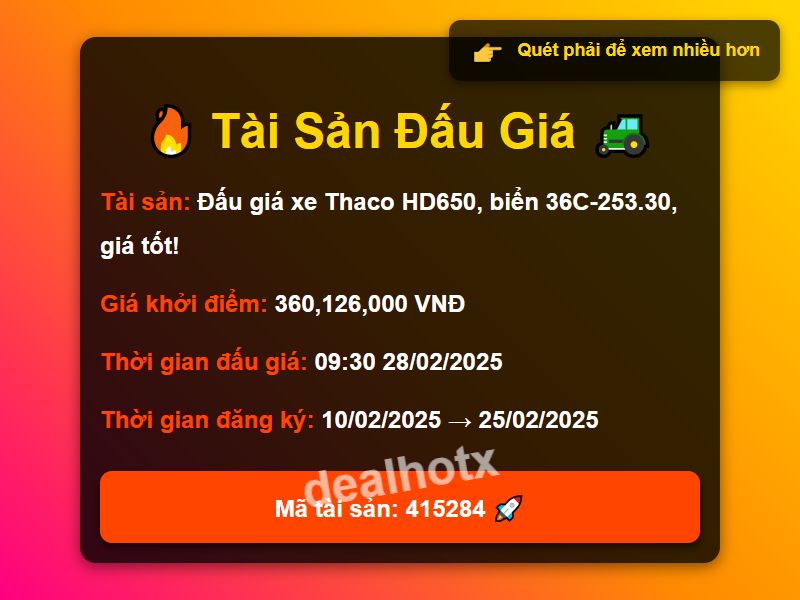 Quét phải để xem nhiều hơn
Tài Sản Đấu Giá
Tài sản: Đấu giá xe Thaco HD650, biển 36C-253.30,
giá tốt!
Giá khởi điểm: 360,126,000 VNĐ
Thời gian đấu giá: 09:30 28/02/2025
Thời gian đăng ký: 10/02/2025 → 25/02/2025
dealhotx
Mã tài sản: 415284